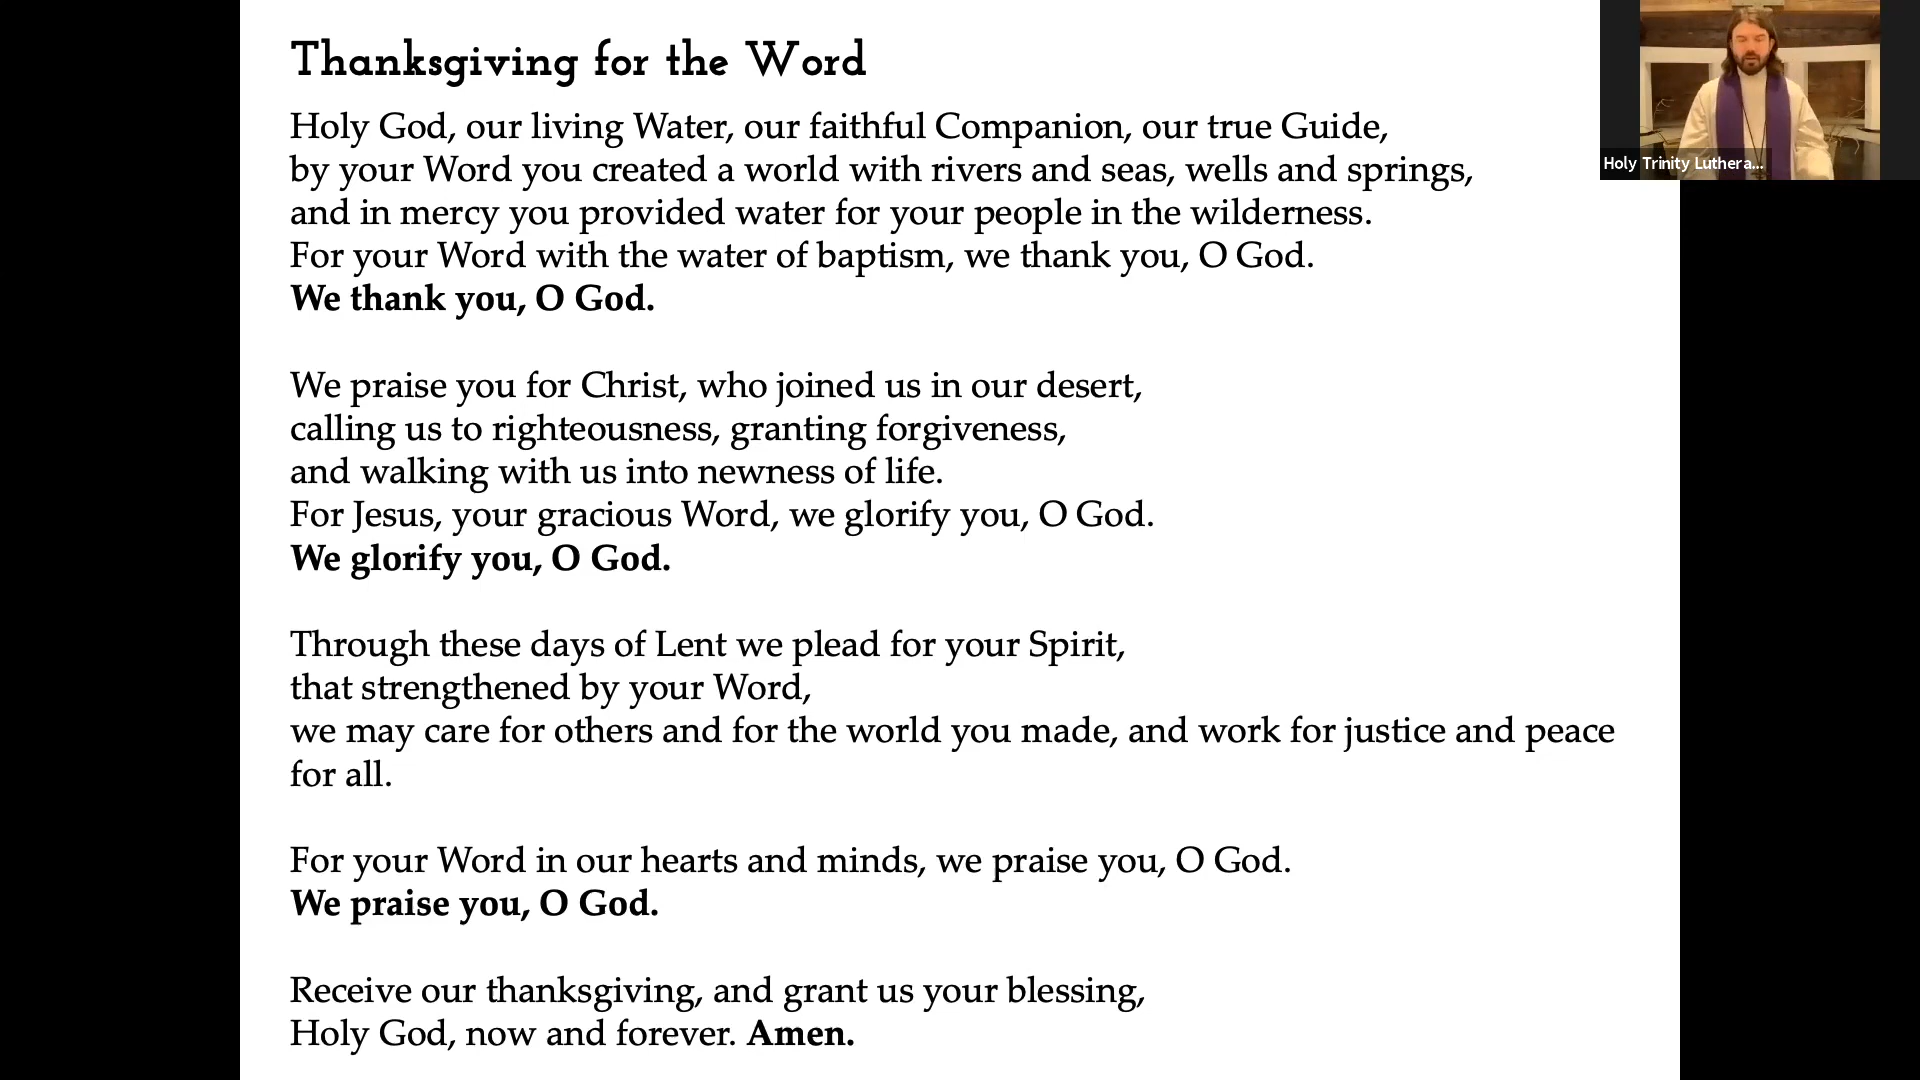 Thanksgiving for the Word
Holy Trinity Luthera...
Holy God, our living Water, our faithful Companion, our true Guide,
by your Word you created a world with rivers and seas, wells and springs,
and in mercy you provided water for your people in the wilderness.
For your Word with the water of baptism, we thank you, O God.
We thank you, O God.
We praise you for Christ, who joined us in our desert,
calling us to righteousness, granting forgiveness,
and walking with us into newness of life.
For Jesus, your gracious Word, we glorify you, O God.
We glorify you, O God.
Through these days of Lent we plead for your Spirit,
that strengthened by your Word,
we may care for others and for the world you made, and work for justice and peace
for all.
For your Word in our hearts and minds, we praise you, O God.
We praise you, O God.
Receive our thanksgiving, and grant us your blessing,
Holy God, now and forever. Amen.